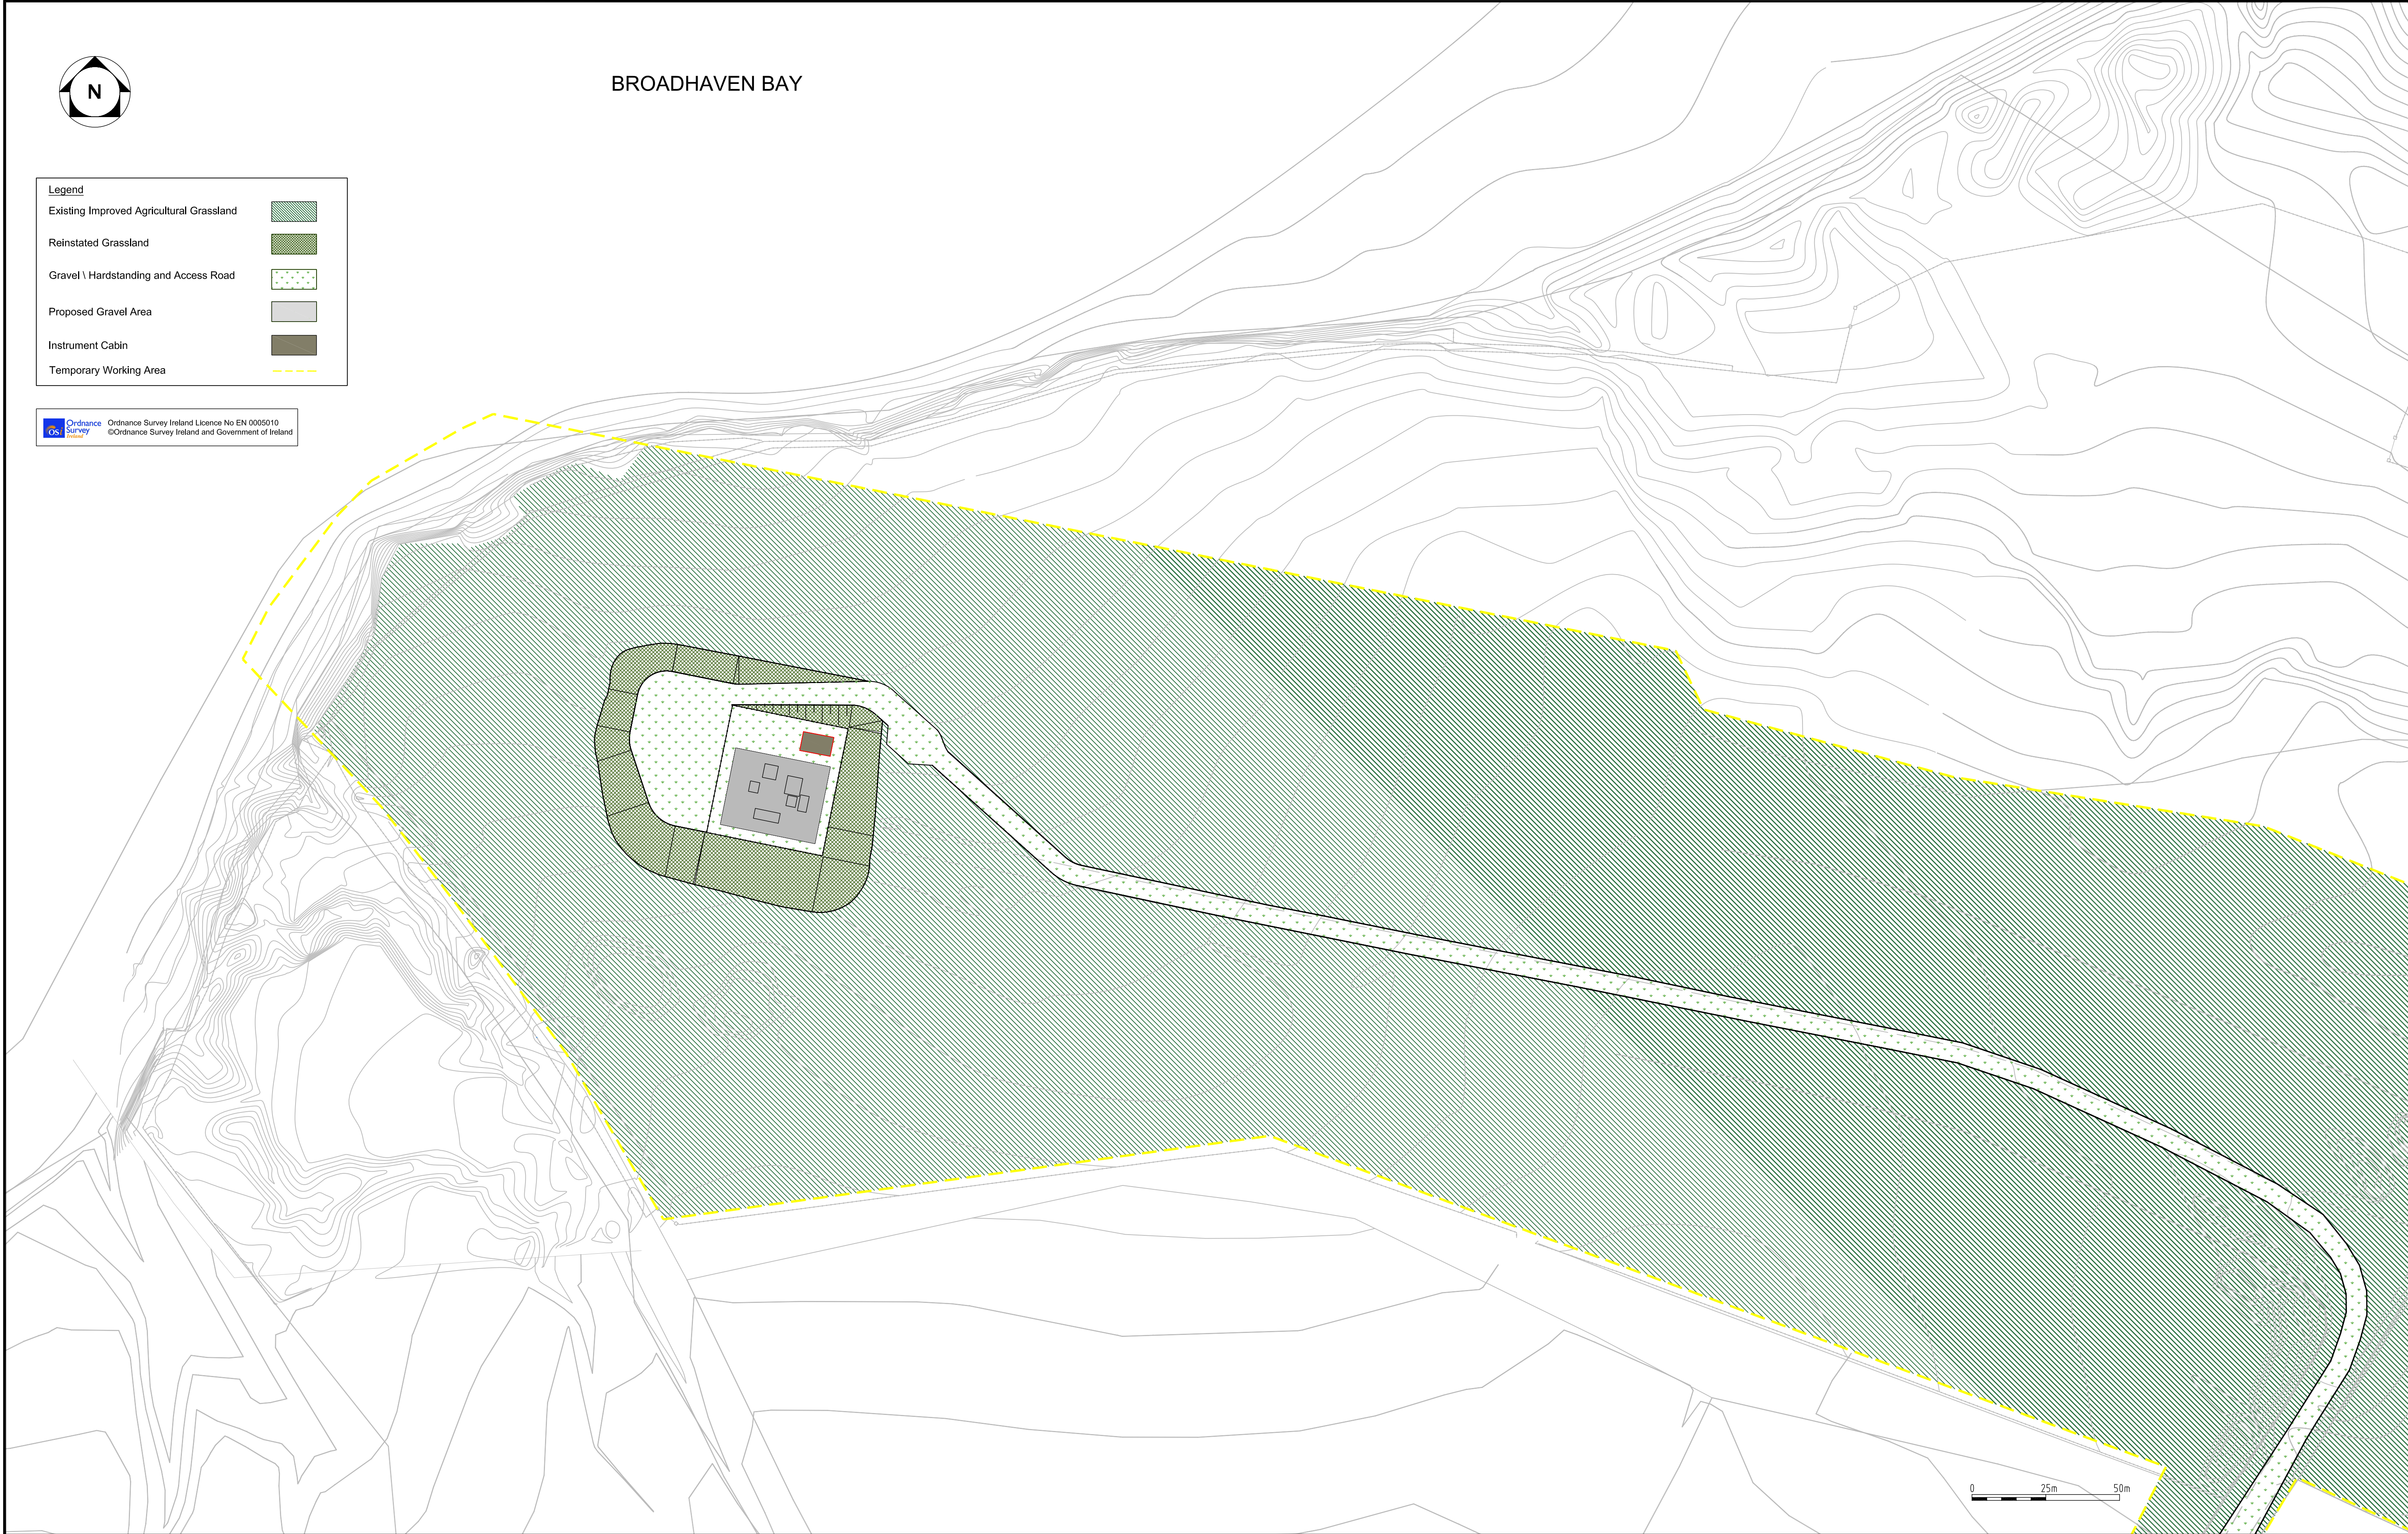 BROADHAVEN BAY
N
Legend
Existing Improved Agricultural Grassland
Reinstated Grassland
Gravel \ Hardstanding and Access Road
Proposed Gravel Area
Instrument Cabin
Temporary Working Area
OSi Ordnance Survey Ireland
Ordnance Survey Ireland Licence No EN 0005010
©Ordnance Survey Ireland and Government of Ireland
0 25m 50m